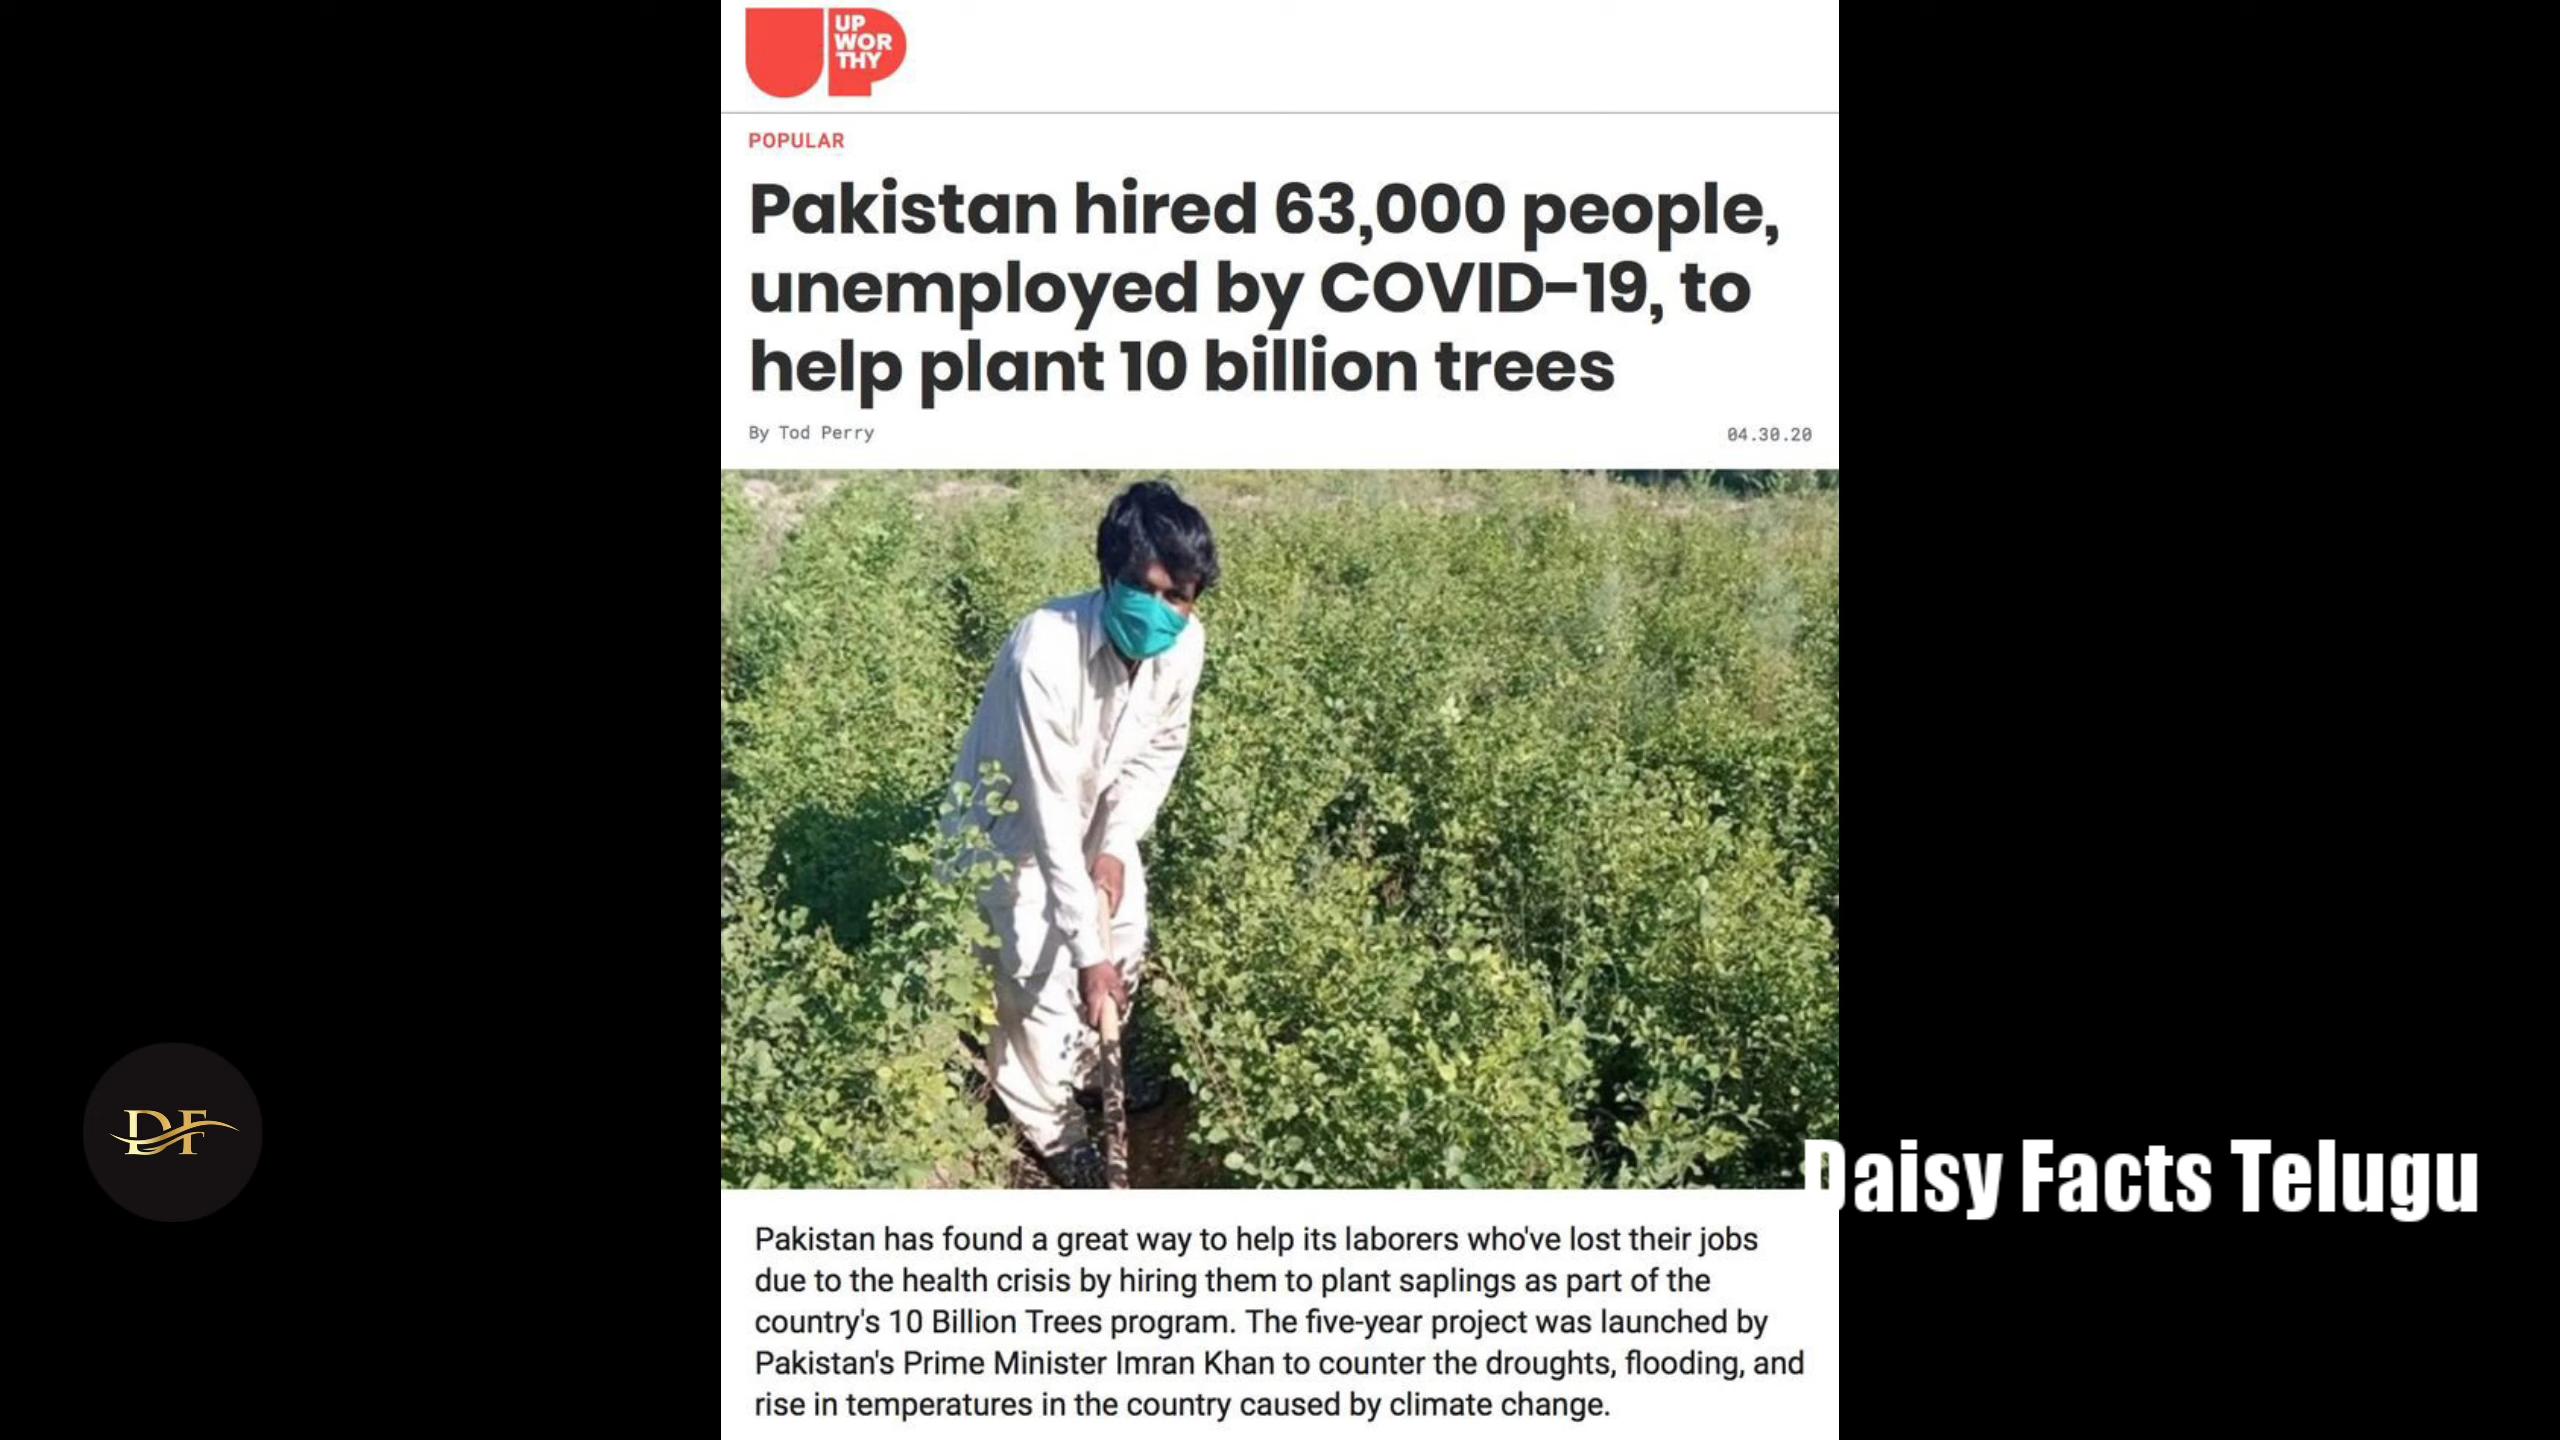 UP
WOR
THY
POPULAR
Pakistan hired 63,000 people,
unemployed by COVID-19, to
help plant 10 billion trees
By Tod Perry
04.30.20
DF
Daisy Facts Telugu
Pakistan has found a great way to help its laborers who've lost their jobs
due to the health crisis by hiring them to plant saplings as part of the
country's 10 Billion Trees program. The five-year project was launched by
Pakistan's Prime Minister Imran Khan to counter the droughts, flooding, and
rise in temperatures in the country caused by climate change.